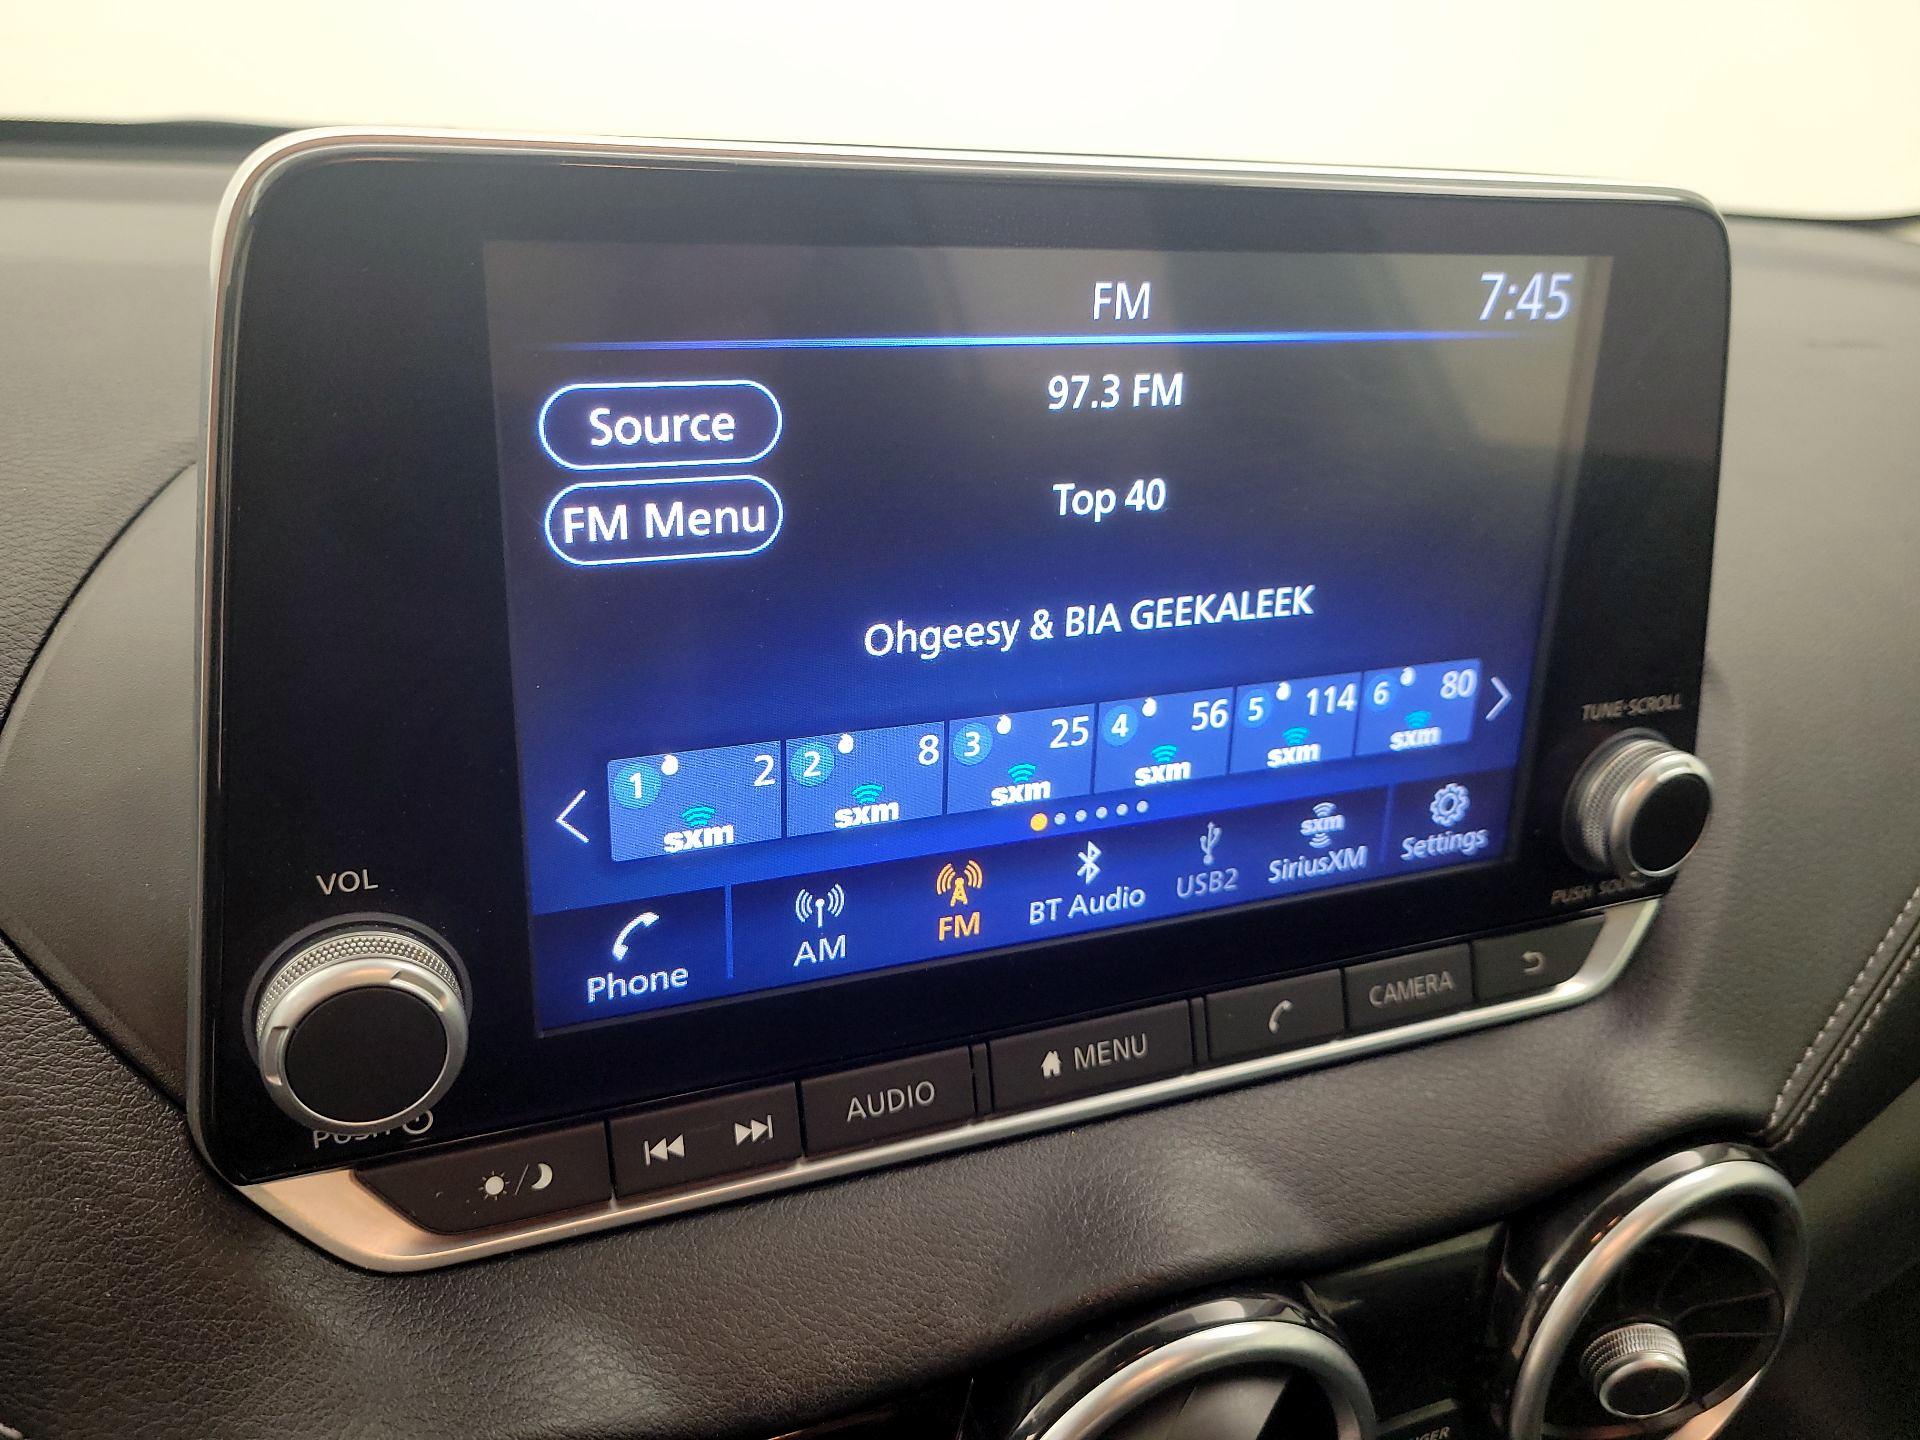 FM
7:45
Source
97.3 FM
FM Menu
Top 40
Ohgeesy & BIA GEEKALEEK
1 2 sxm
2 8 sxm
3 25 sxm
4 56 sxm
5 114 sxm
6 80 sxm
Phone
AM
FM
BT Audio
USB2
sxm
SiriusXM
Settings
VOL
PUSH
TUNE·SCROLL
PUSH
AUDIO
MENU
CAMERA